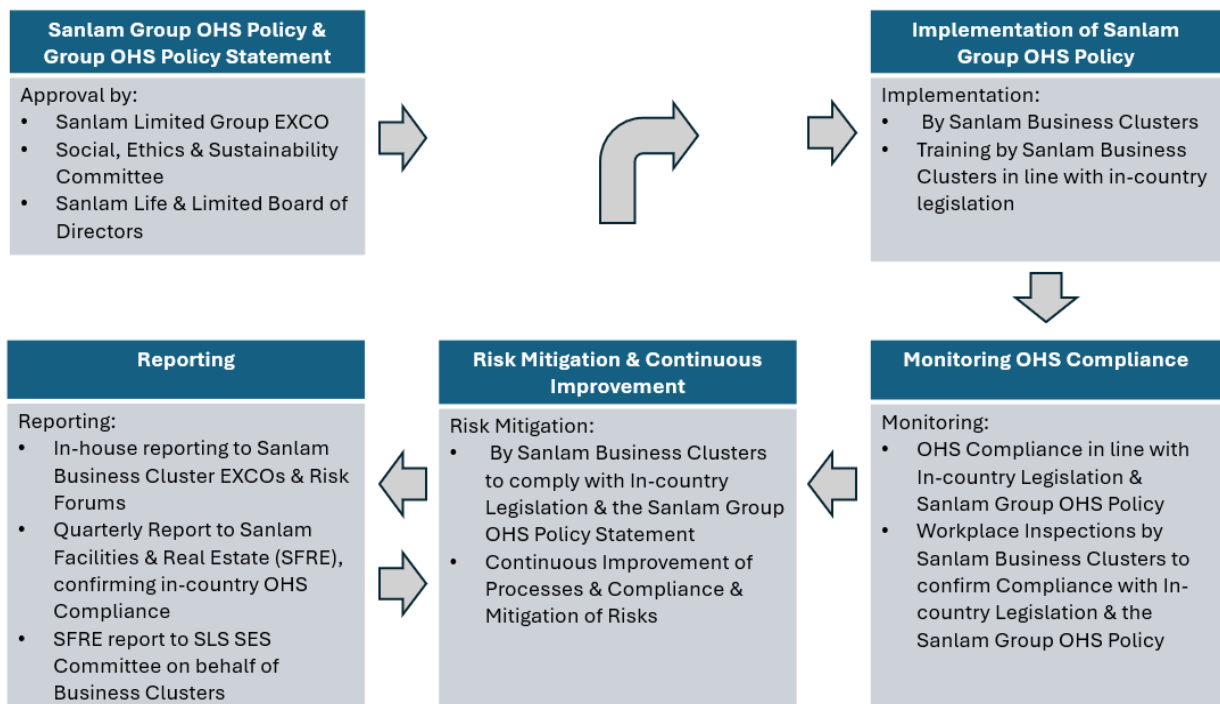 Sanlam Group OHS Policy &
Group OHS Policy Statement
Approval by:
• Sanlam Limited Group EXCO
• Social, Ethics & Sustainability
Committee
• Sanlam Life & Limited Board of
Directors
Implementation of Sanlam
Group OHS Policy
Implementation:
• By Sanlam Business Clusters
• Training by Sanlam Business
Clusters in line with in-country
legislation
Reporting
Reporting:
• In-house reporting to Sanlam
Business Cluster EXCOs & Risk
Forums
• Quarterly Report to Sanlam
Facilities & Real Estate (SFRE),
confirming in-country OHS
Compliance
• SFRE report to SLS SES
Committee on behalf of
Business Clusters
Risk Mitigation & Continuous
Improvement
Risk Mitigation:
• By Sanlam Business Clusters
to comply with In-country
Legislation & the Sanlam Group
OHS Policy Statement
• Continuous Improvement of
Processes & Compliance &
Mitigation of Risks
Monitoring OHS Compliance
Monitoring:
• OHS Compliance in line with
In-country Legislation &
Sanlam Group OHS Policy
• Workplace Inspections by
Sanlam Business Clusters to
confirm Compliance with In-
country Legislation & the
Sanlam Group OHS Policy